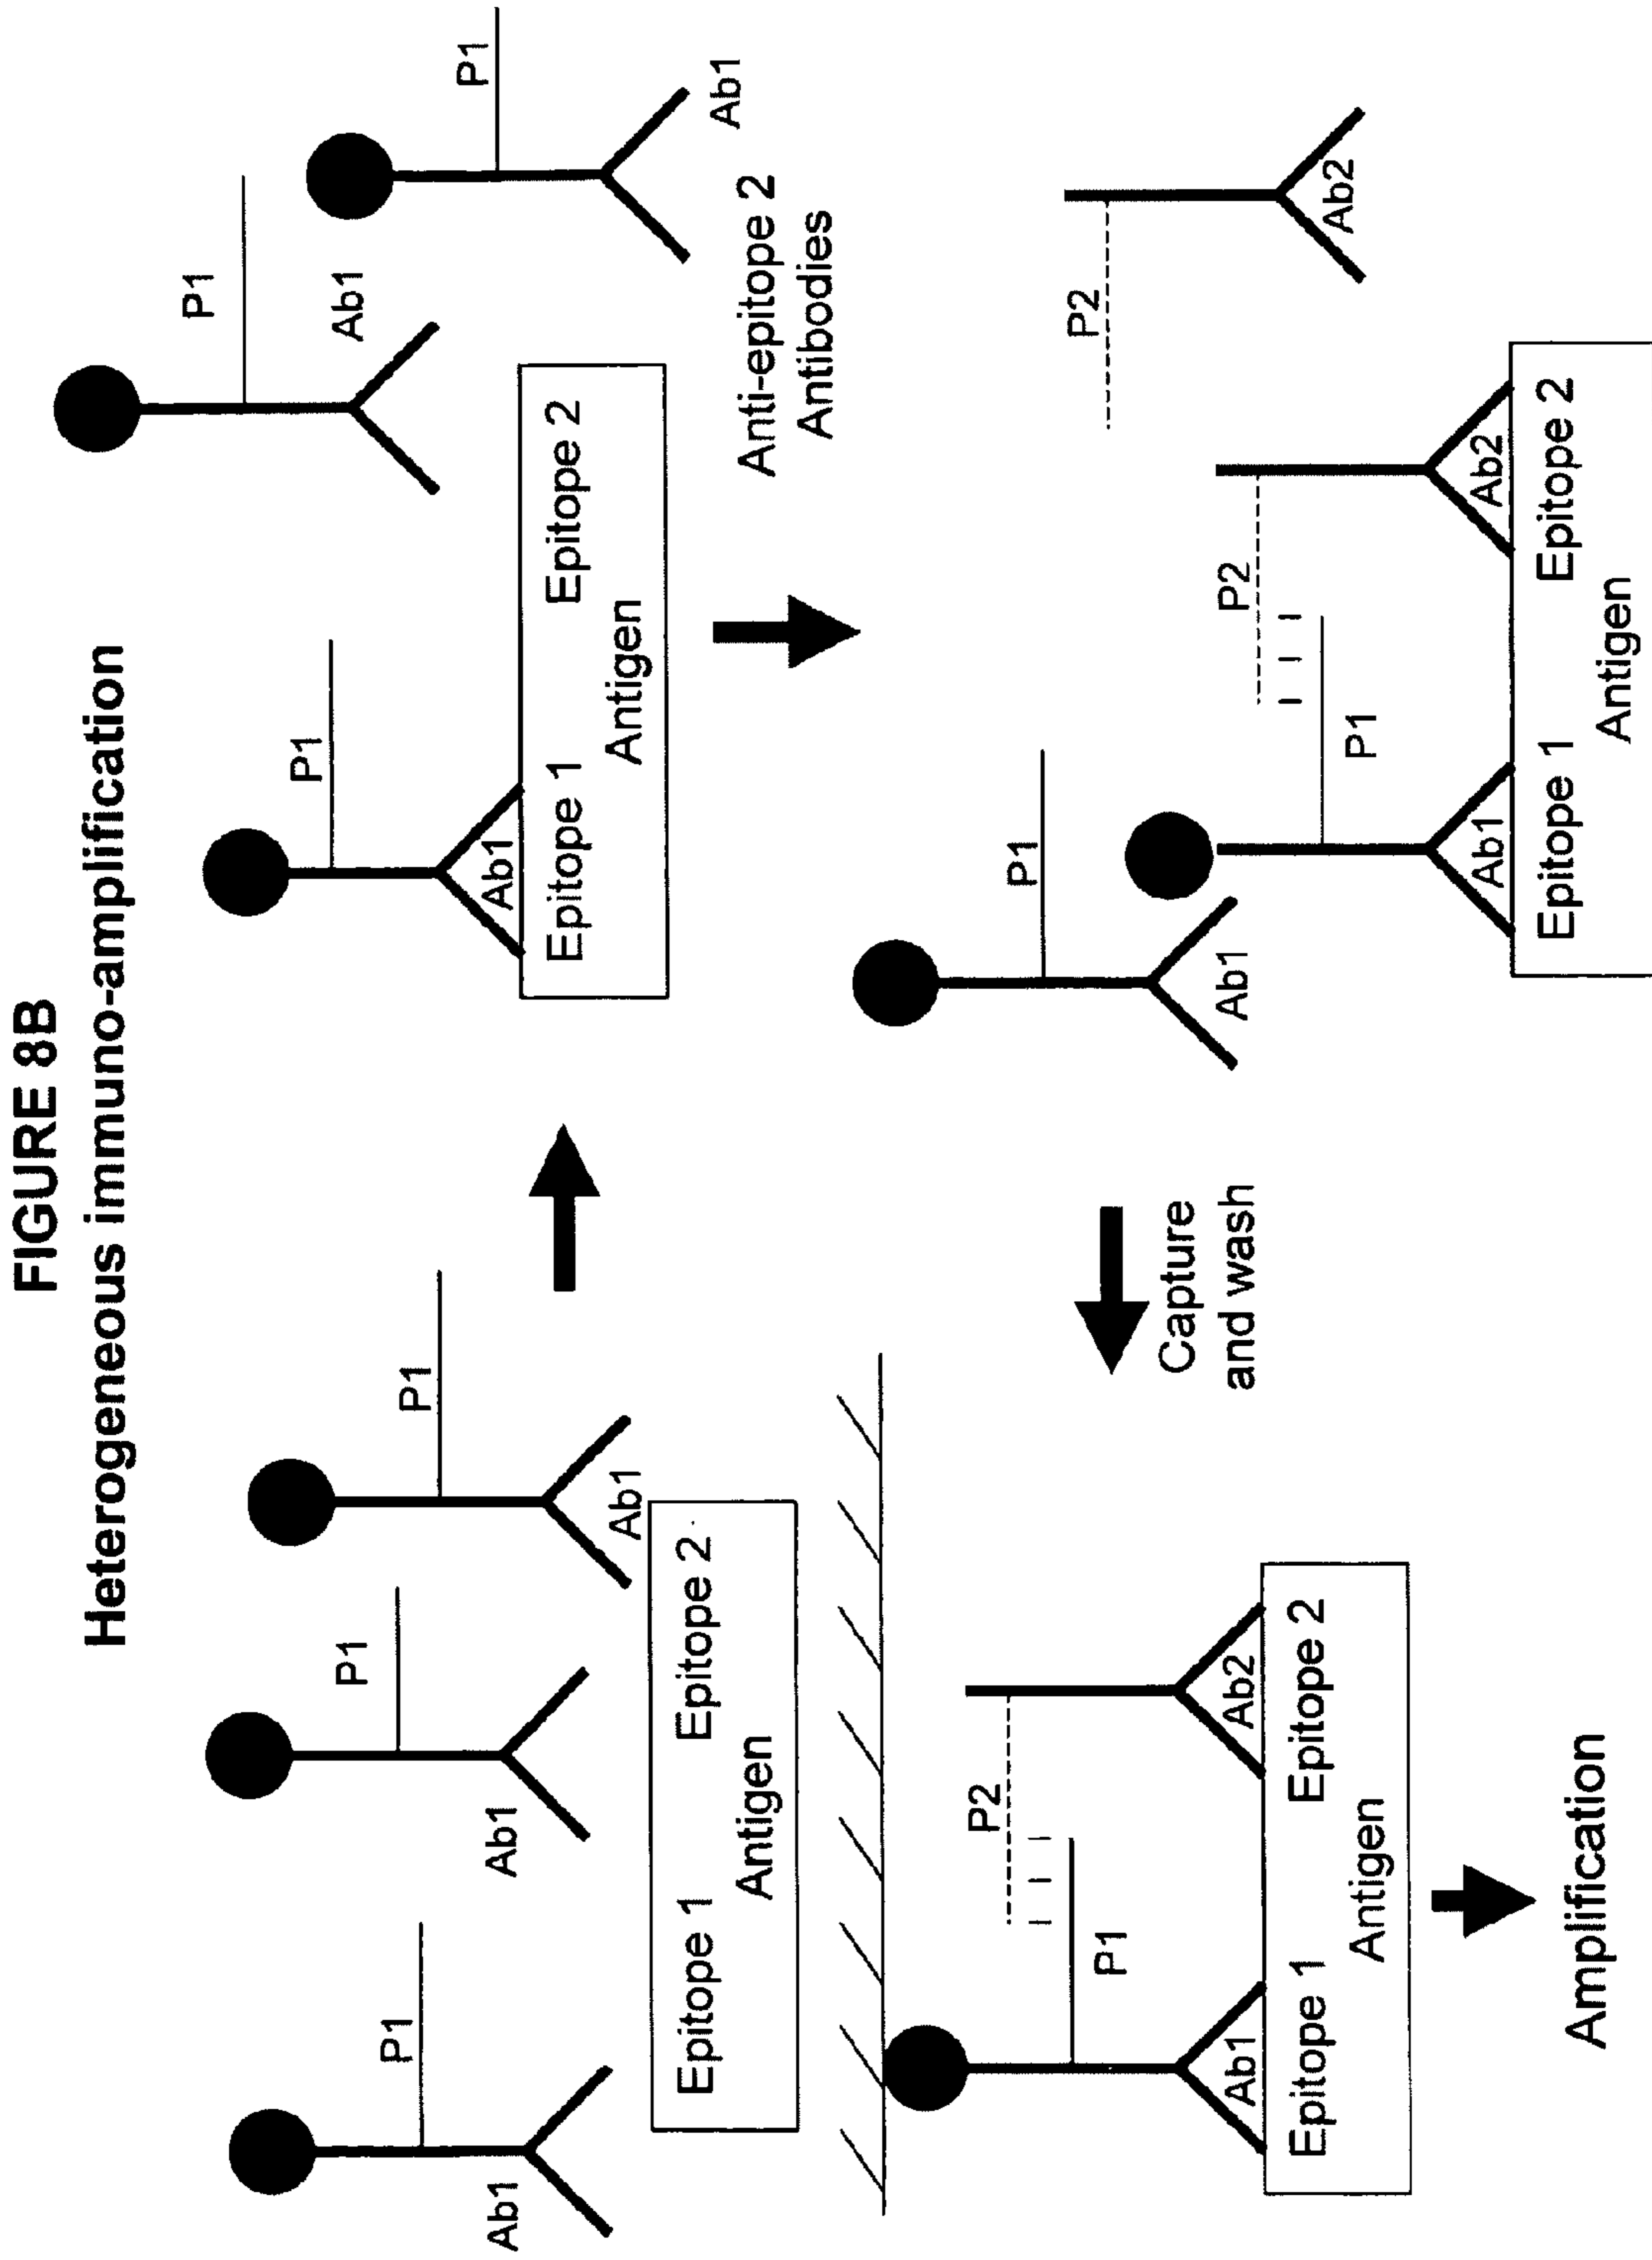 FIGURE 8B
Heterogeneous immuno-amplification
P1
Ab1
P1
Ab1
P1
Ab1
Epitope 1 Epitope 2
Antigen
P1
Ab1
P1
Ab1
P1
Ab1
Epitope 1 Epitope 2
Antigen
Anti-epitope 2
Antibodies
P1
Ab1
P2
P1
Ab1
Ab2
Epitope 1 Epitope 2
Antigen
P2
Ab2
Capture
and wash
P2
P1
Ab1
Ab2
Epitope 1 Epitope 2
Antigen
Amplification